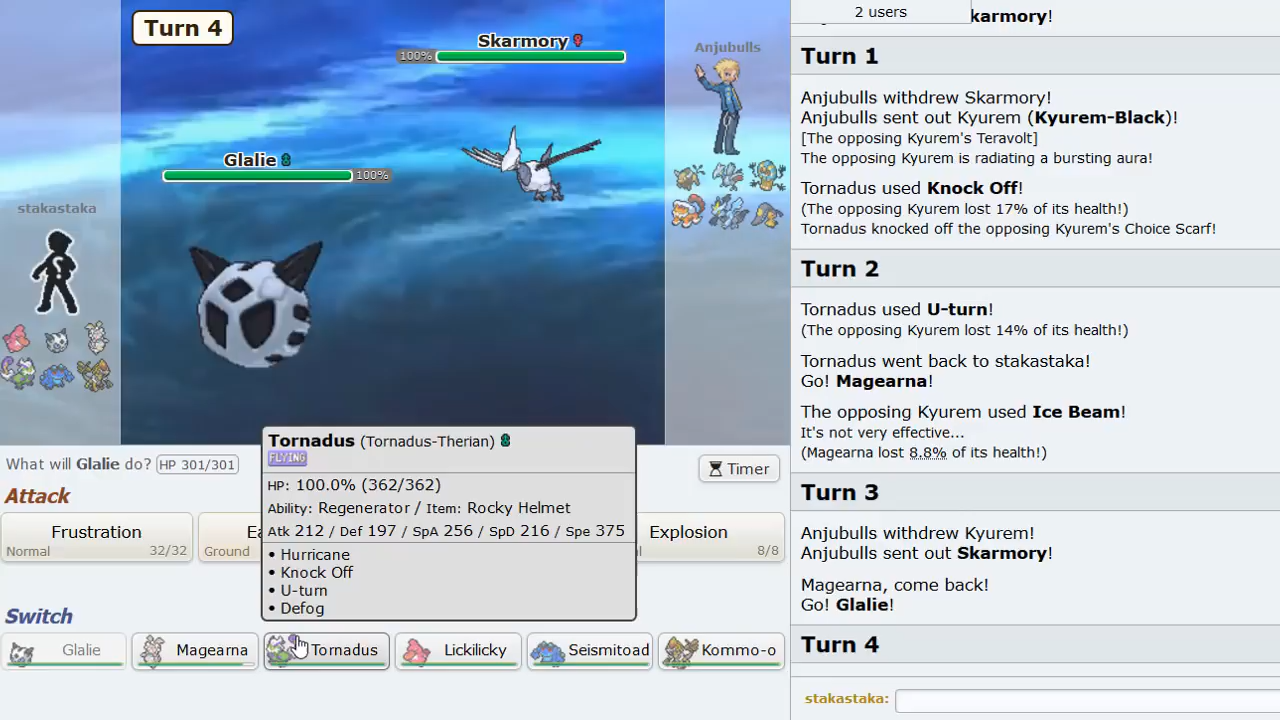 Turn 4
Skarmory
100%
Anjubulls
Glalie
100%
stakastaka
Tornadus (Tornadus-Therian)
FLYING
HP: 100.0% (362/362)
Ability: Regenerator / Item: Rocky Helmet
Atk 212 / Def 197 / SpA 256 / SpD 216 / Spe 375
• Hurricane
• Knock Off
• U-turn
• Defog
What will Glalie do? HP 301/301
Timer
Attack
Frustration
Normal 32/32
Ground
Explosion
8/8
Switch
Glalie
Magearna
Tornadus
Lickilicky
Seismitoad
Kommo-o
2 users
karmory!
Turn 1
Anjubulls withdrew Skarmory!
Anjubulls sent out Kyurem (Kyurem-Black)!
[The opposing Kyurem's Teravolt]
The opposing Kyurem is radiating a bursting aura!
Tornadus used Knock Off!
(The opposing Kyurem lost 17% of its health!)
Tornadus knocked off the opposing Kyurem's Choice Scarf!
Turn 2
Tornadus used U-turn!
(The opposing Kyurem lost 14% of its health!)
Tornadus went back to stakastaka!
Go! Magearna!
The opposing Kyurem used Ice Beam!
It's not very effective...
(Magearna lost 8.8% of its health!)
Turn 3
Anjubulls withdrew Kyurem!
Anjubulls sent out Skarmory!
Magearna, come back!
Go! Glalie!
Turn 4
stakastaka: